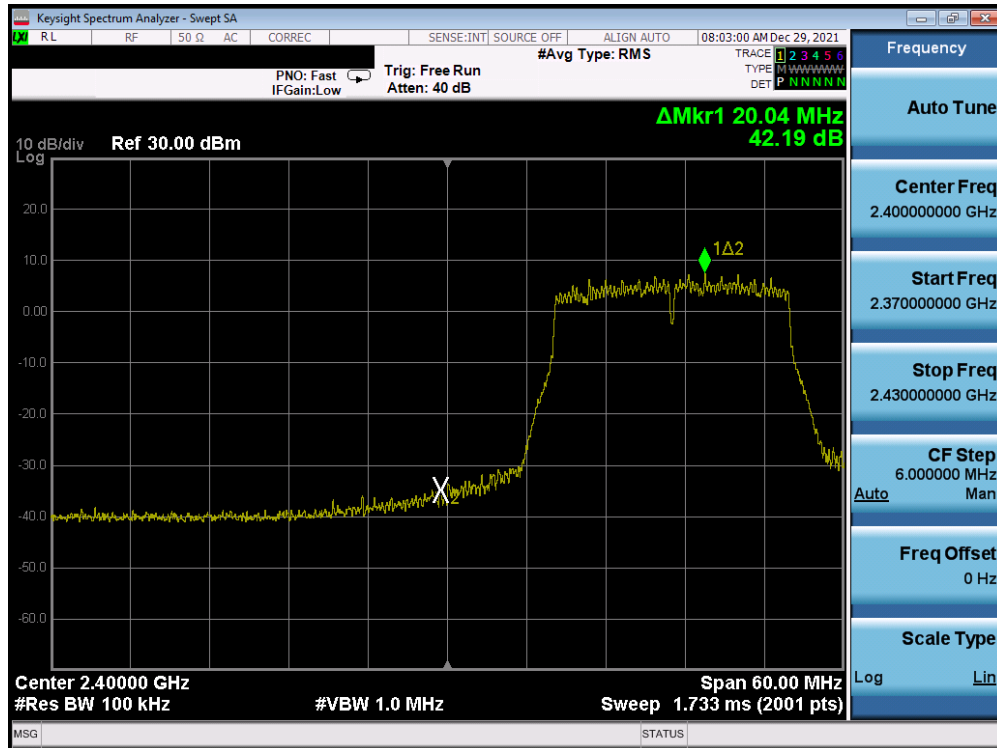 Keysight Spectrum Analyzer - Swept SA
LXI RL RF 50 Ω AC CORREC SENSE:INT SOURCE OFF ALIGN AUTO 08:03:00 AM Dec 29, 2021
#Avg Type: RMS
TRACE 1 2 3 4 5 6
TYPE M WWWWW
DET P N N N N N
PNO: Fast Trig: Free Run
IFGain:Low Atten: 40 dB
ΔMkr1 20.04 MHz
42.19 dB
10 dB/div Ref 30.00 dBm
Log
20.0
10.0
0.00
-10.0
-20.0
-30.0
-40.0
-50.0
-60.0
1Δ2
X2
Center 2.40000 GHz Span 60.00 MHz
#Res BW 100 kHz #VBW 1.0 MHz Sweep 1.733 ms (2001 pts)
MSG STATUS
Frequency
Auto Tune
Center Freq
2.400000000 GHz
Start Freq
2.370000000 GHz
Stop Freq
2.430000000 GHz
CF Step
6.000000 MHz
Auto Man
Freq Offset
0 Hz
Scale Type
Log Lin